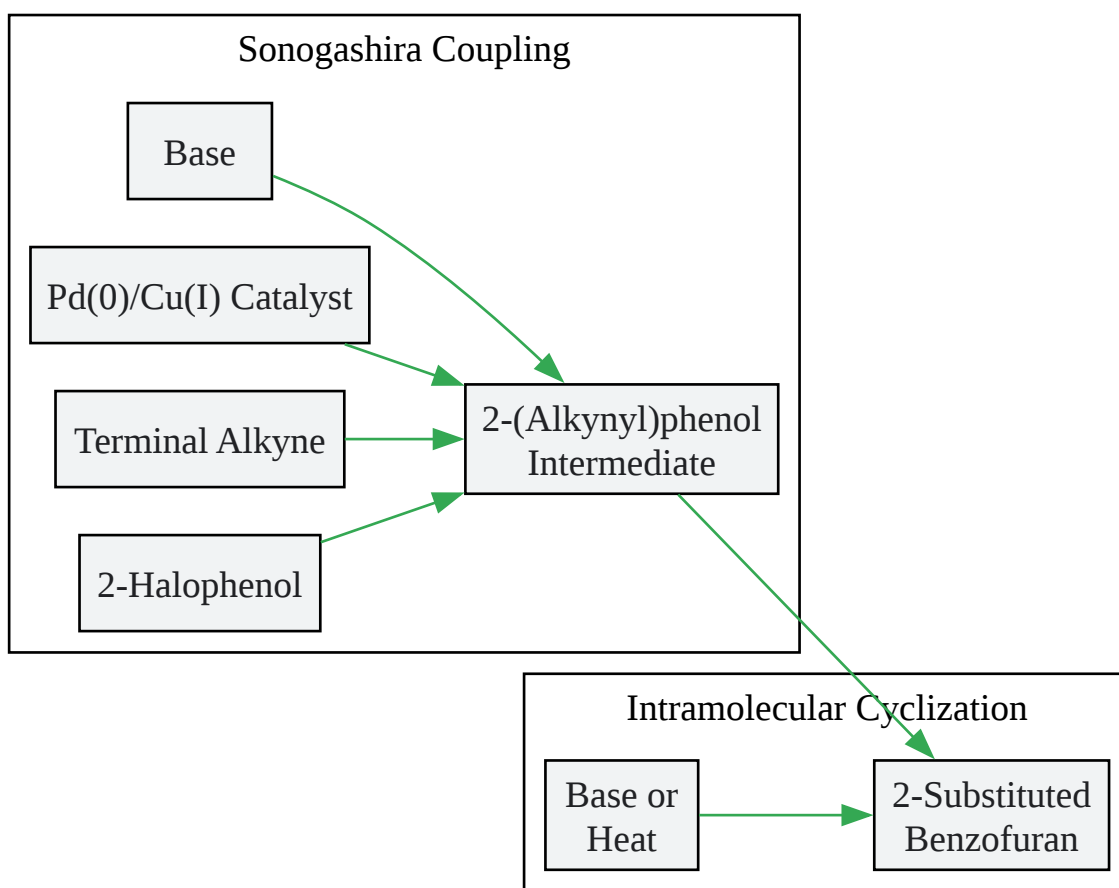 Sonogashira Coupling
Base
Pd(0)/Cu(I) Catalyst
Terminal Alkyne
2-Halophenol
2-(Alkynyl)phenol
Intermediate
Intramolecular Cyclization
Base or
Heat
2-Substituted
Benzofuran